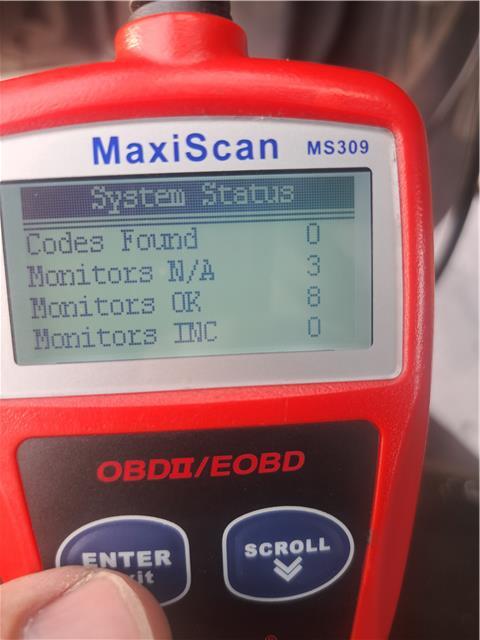 MaxiScan MS309
System Status
Codes Found 0
Monitors N/A 3
Monitors OK 8
Monitors INC 0
OBDII/EOBD
ENTER SCROLL